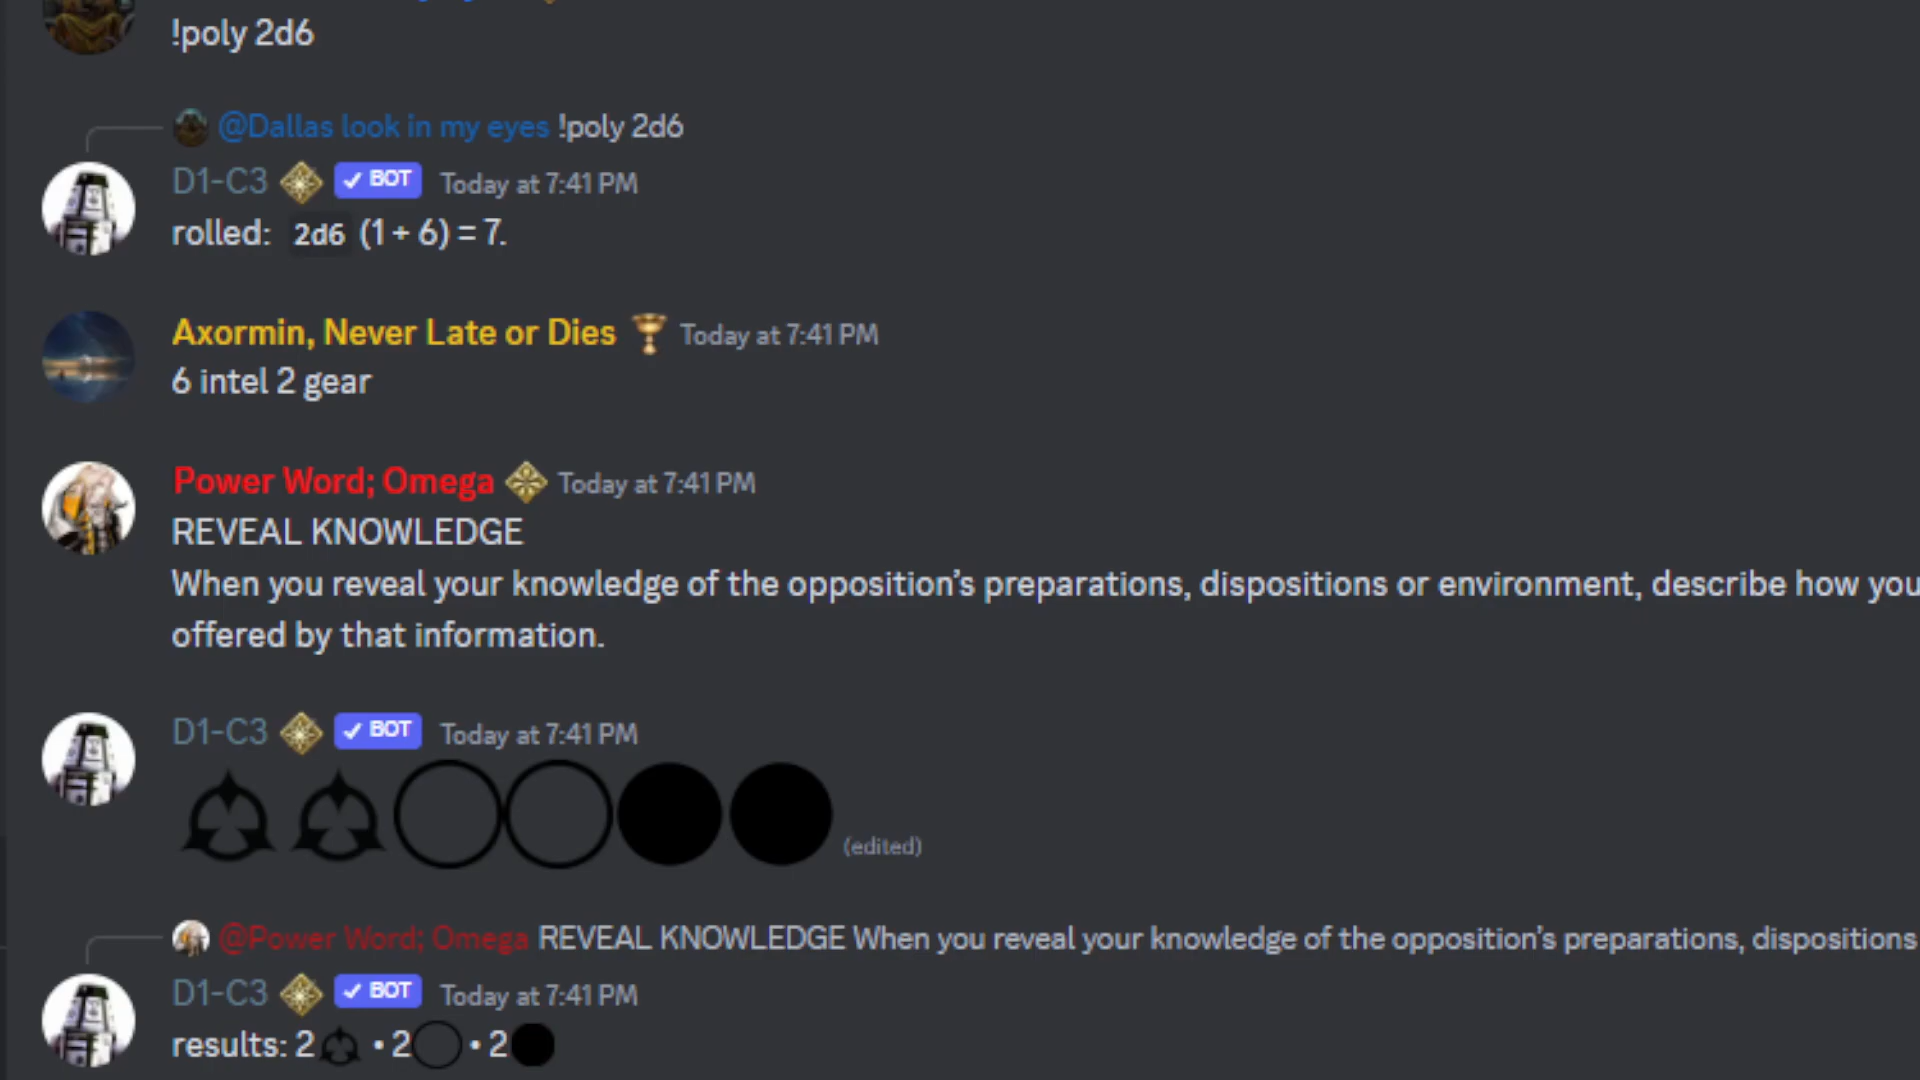 !poly 2d6
@Dallas look in my eyes !poly 2d6
D1-C3 ✓ BOT Today at 7:41 PM
rolled: 2d6 (1 + 6) = 7.
Axormin, Never Late or Dies Today at 7:41 PM
6 intel 2 gear
Power Word; Omega Today at 7:41 PM
REVEAL KNOWLEDGE
When you reveal your knowledge of the opposition’s preparations, dispositions or environment, describe how you
offered by that information.
D1-C3 ✓ BOT Today at 7:41 PM
(edited)
@Power Word; Omega REVEAL KNOWLEDGE When you reveal your knowledge of the opposition’s preparations, dispositions
D1-C3 ✓ BOT Today at 7:41 PM
results: 2 • 2 • 2